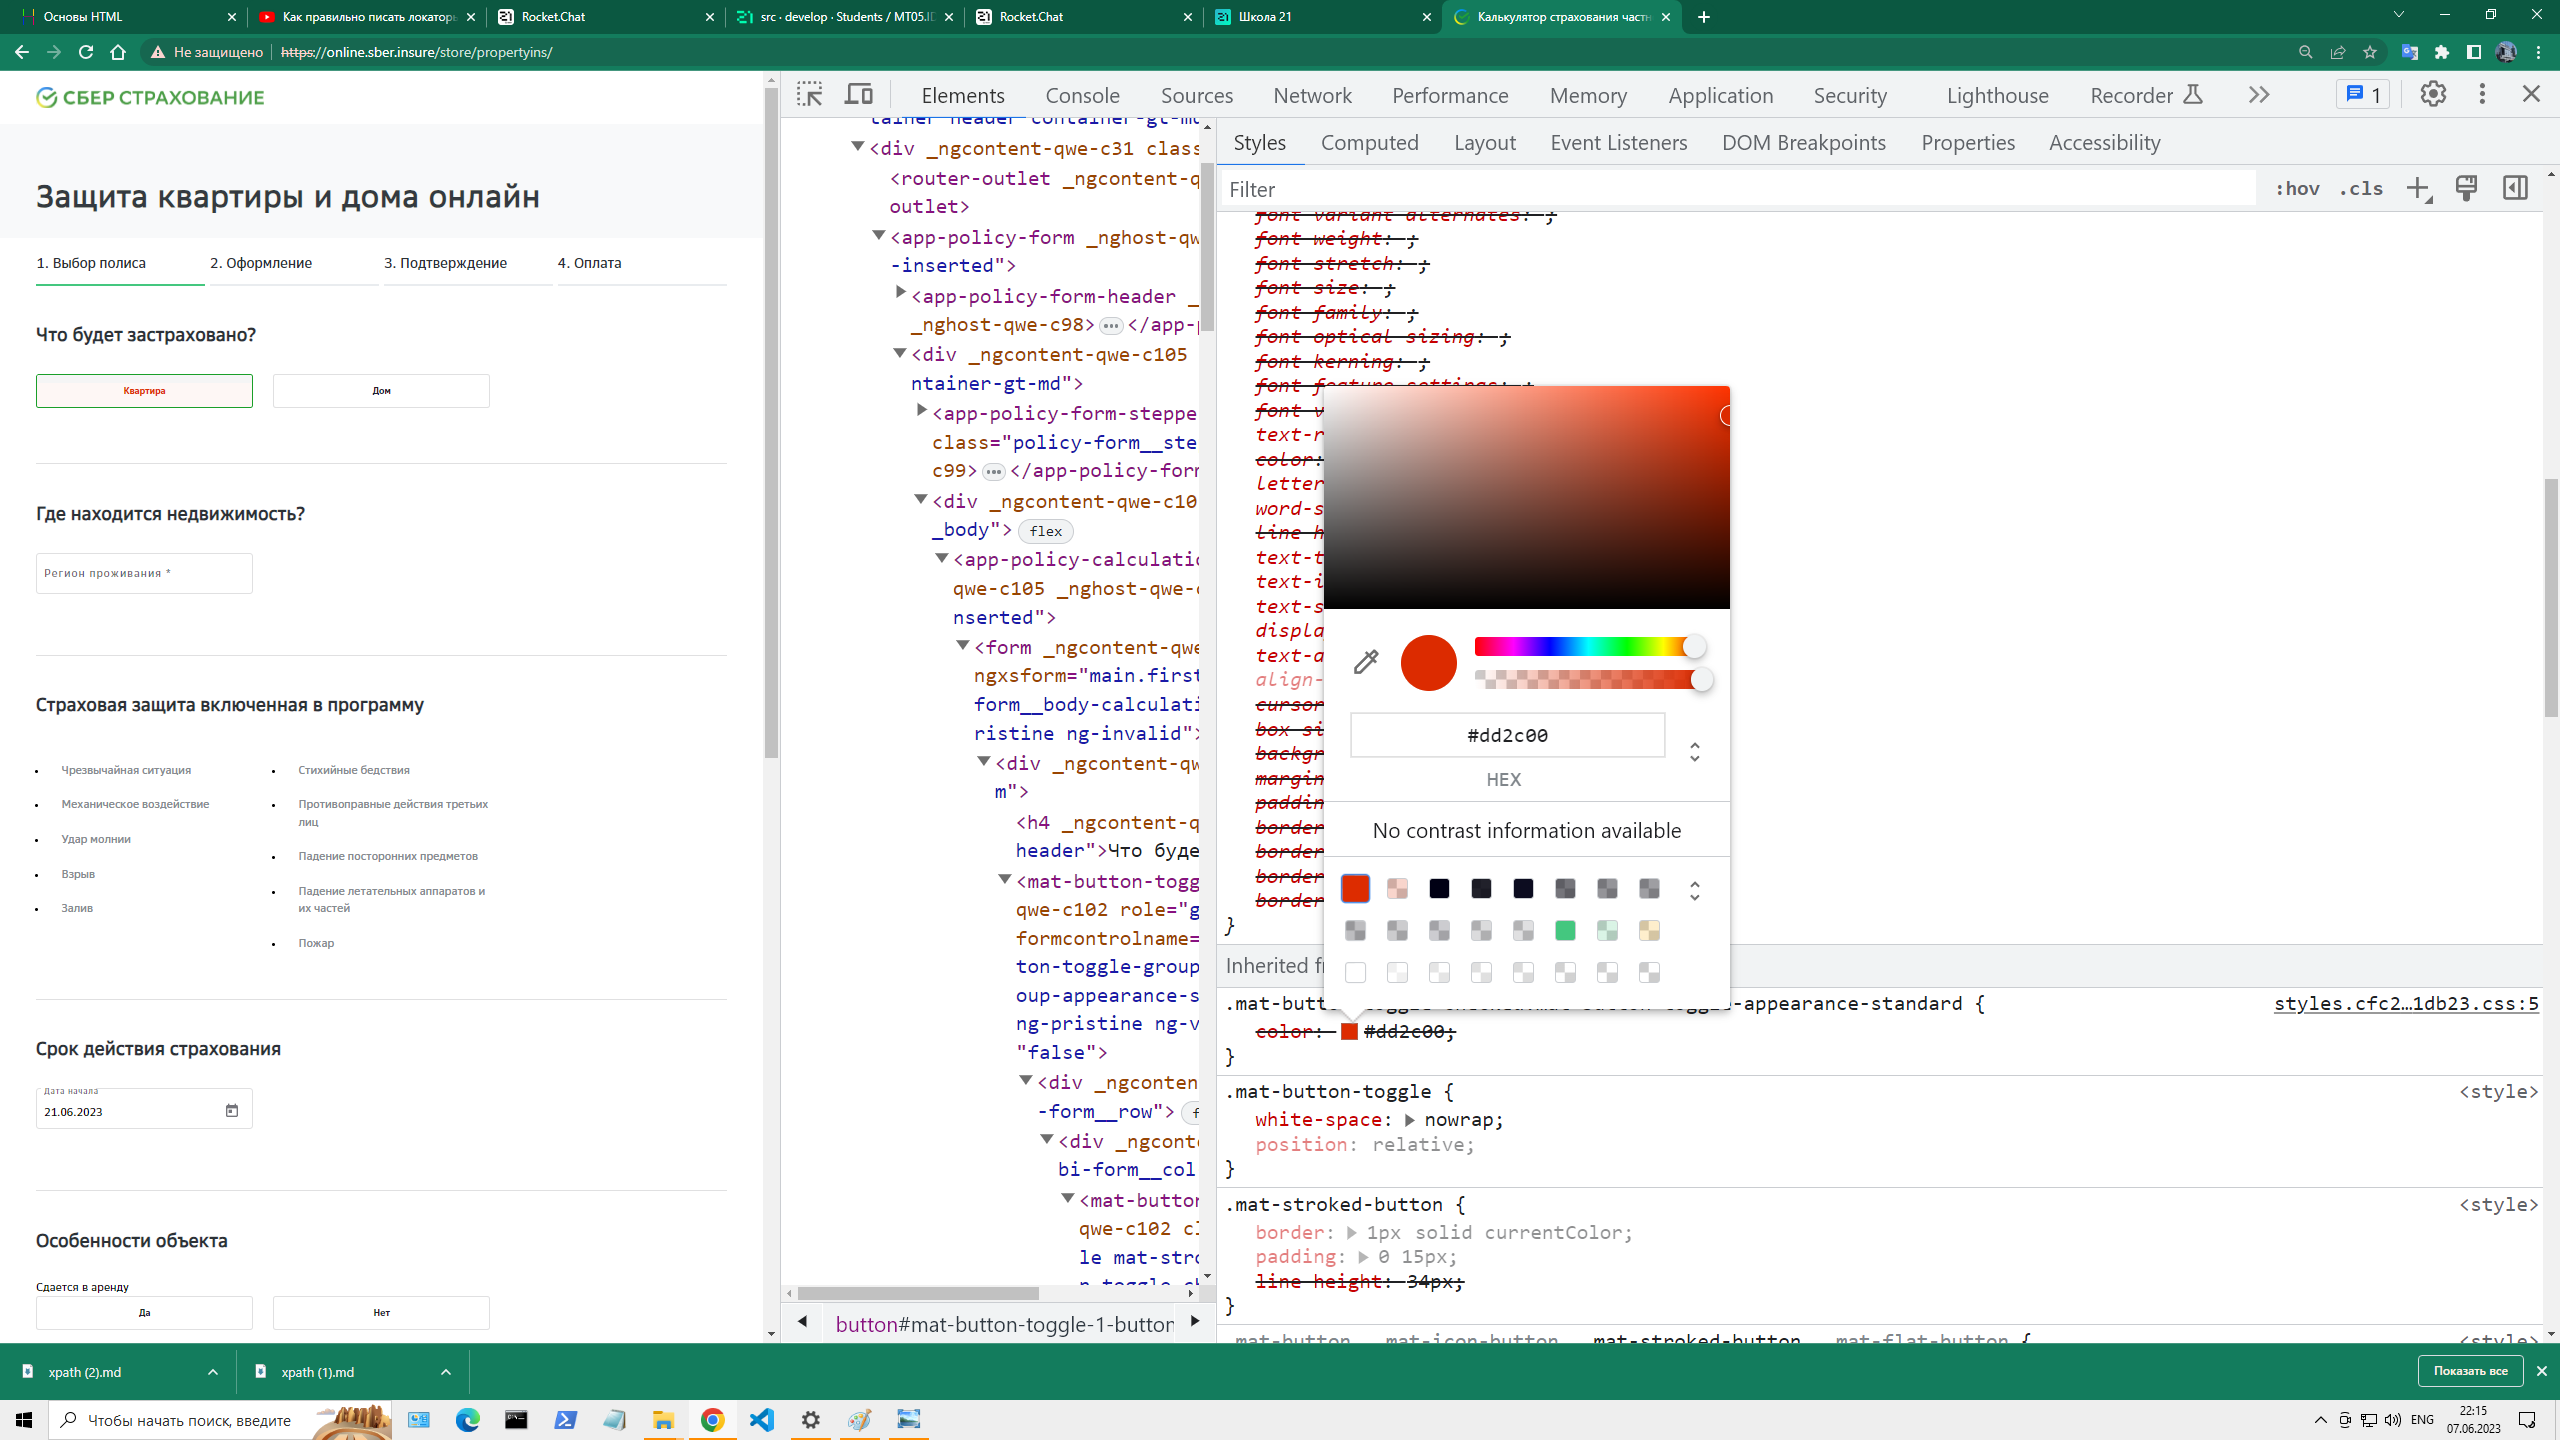 Основы HTML
Как правильно писать локаторы
Rocket.Chat
src · develop · Students / MT05.ID
Rocket.Chat
Школа 21
Калькулятор страхования частн
Не защищено
https://online.sber.insure/store/propertyins/
СБЕР СТРАХОВАНИЕ
Защита квартиры и дома онлайн
1. Выбор полиса
2. Оформление
3. Подтверждение
4. Оплата
Что будет застраховано?
Квартира
Дом
Где находится недвижимость?
Регион проживания *
Страховая защита включенная в программу
Чрезвычайная ситуация
Механическое воздействие
Удар молнии
Взрыв
Залив
Стихийные бедствия
Противоправные действия третьих
лиц
Падение посторонних предметов
Падение летательных аппаратов и
их частей
Пожар
Срок действия страхования
Дата начала
21.06.2023
Особенности объекта
Сдается в аренду
Да
Нет
Elements
Console
Sources
Network
Performance
Memory
Application
Security
Lighthouse
Recorder
1
<div _ngcontent-qwe-c31 class
<router-outlet _ngcontent-q
outlet>
<app-policy-form _nghost-qw
-inserted">
<app-policy-form-header _
_nghost-qwe-c98> ••• </app-p
<div _ngcontent-qwe-c105
ntainer-gt-md">
<app-policy-form-steppe
class="policy-form__ste
c99> ••• </app-policy-form
<div _ngcontent-qwe-c10
_body"> flex
<app-policy-calculatio
qwe-c105 _nghost-qwe-c
nserted">
<form _ngcontent-qwe
ngxsform="main.first
form__body-calculati
ristine ng-invalid">
<div _ngcontent-qw
m">
<h4 _ngcontent-q
header">Что буде
<mat-button-togg
qwe-c102 role="g
formcontrolname=
ton-toggle-group
oup-appearance-s
ng-pristine ng-v
"false">
<div _ngconten
-form__row"> f
<div _ngconte
bi-form__col
<mat-button
qwe-c102 cl
le mat-stro
button#mat-button-toggle-1-button
Styles
Computed
Layout
Event Listeners
DOM Breakpoints
Properties
Accessibility
Filter
:hov
.cls
font-variant-alternates: ;
font-weight: ;
font-stretch: ;
font-size: ;
font-family: ;
font-optical-sizing: ;
font-kerning: ;
font-feature-settings: ;
font-v
text-r
color:
letter
word-s
line-h
text-t
text-i
text-s
displa
text-a
align-
cursor
box-si
backgr
margin
paddin
border
border
border
border
}
#dd2c00
HEX
No contrast information available
Inherited f
.mat-button-toggle-checked.mat-button-toggle-appearance-standard {
styles.cfc2…1db23.css:5
color: #dd2c00;
}
.mat-button-toggle {
<style>
white-space: nowrap;
position: relative;
}
.mat-stroked-button {
<style>
border: 1px solid currentColor;
padding: 0 15px;
line-height: 34px;
}
.mat-button, .mat-icon-button, .mat-stroked-button, .mat-flat-button {
<style>
xpath (2).md
xpath (1).md
Показать все
Чтобы начать поиск, введите
ENG
22:15
07.06.2023